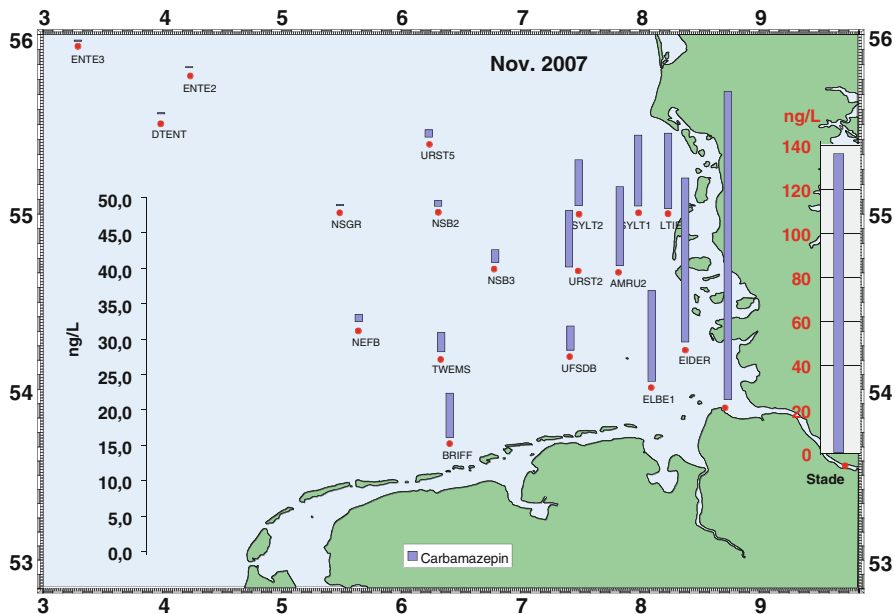 3 4 5 6 7 8 9
56 56
ENTE3
Nov. 2007
ENTE2
ng/L
DTENT
140
URST5
120
50,0
55 55
NSGR
NSB2
SYLT2
SYLT1
LTIE
100
45,0
40,0
NSB3
URST2
AMRU2
80
35,0
ng/L
NEFB
60
30,0
TWEMS
UFSDB
EIDER
40
25,0
54 54
ELBE1
20,0
20
15,0
BRIFF
0
Stade
10,0
5,0
0,0
Carbamazepin
53 53
3 4 5 6 7 8 9